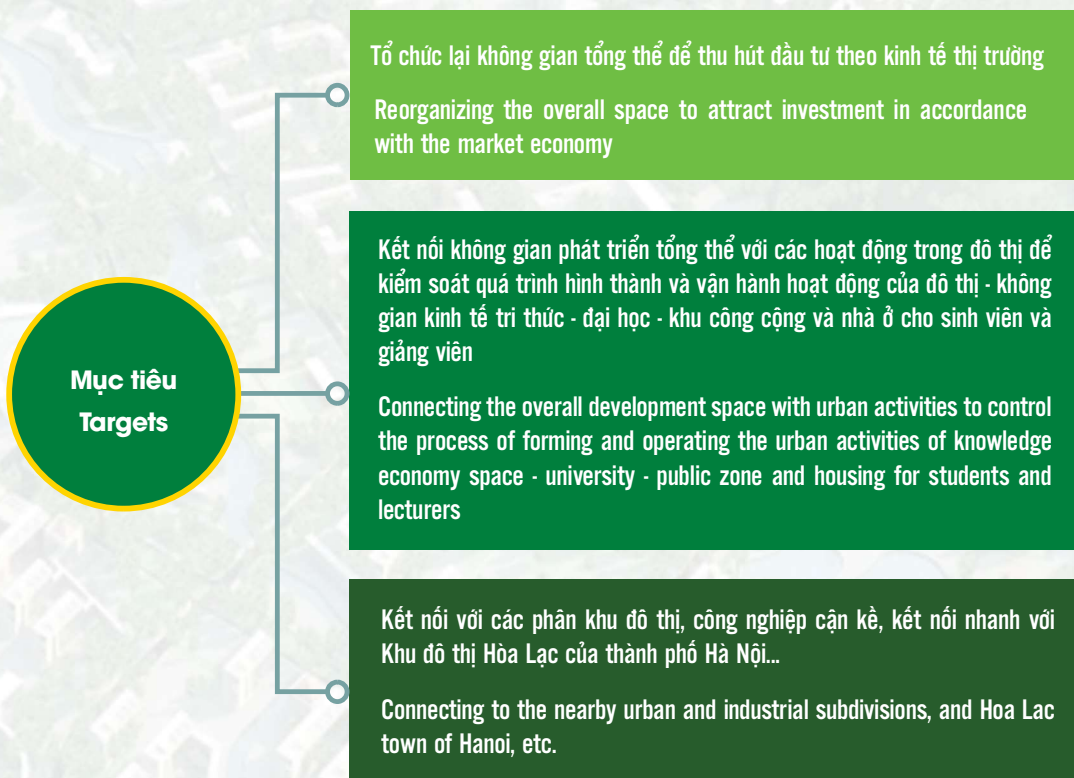 Tổ chức lại không gian tổng thể để thu hút đầu tư theo kinh tế thị trường
Reorganizing the overall space to attract investment in accordance
with the market economy
Mục tiêu
Targets
Kết nối không gian phát triển tổng thể với các hoạt động trong đô thị để
kiểm soát quá trình hình thành và vận hành hoạt động của đô thị - không
gian kinh tế tri thức - đại học - khu công cộng và nhà ở cho sinh viên và
giảng viên
Connecting the overall development space with urban activities to control
the process of forming and operating the urban activities of knowledge
economy space - university - public zone and housing for students and
lecturers
Kết nối với các phân khu đô thị, công nghiệp cận kề, kết nối nhanh với
Khu đô thị Hòa Lạc của thành phố Hà Nội...
Connecting to the nearby urban and industrial subdivisions, and Hoa Lac
town of Hanoi, etc.